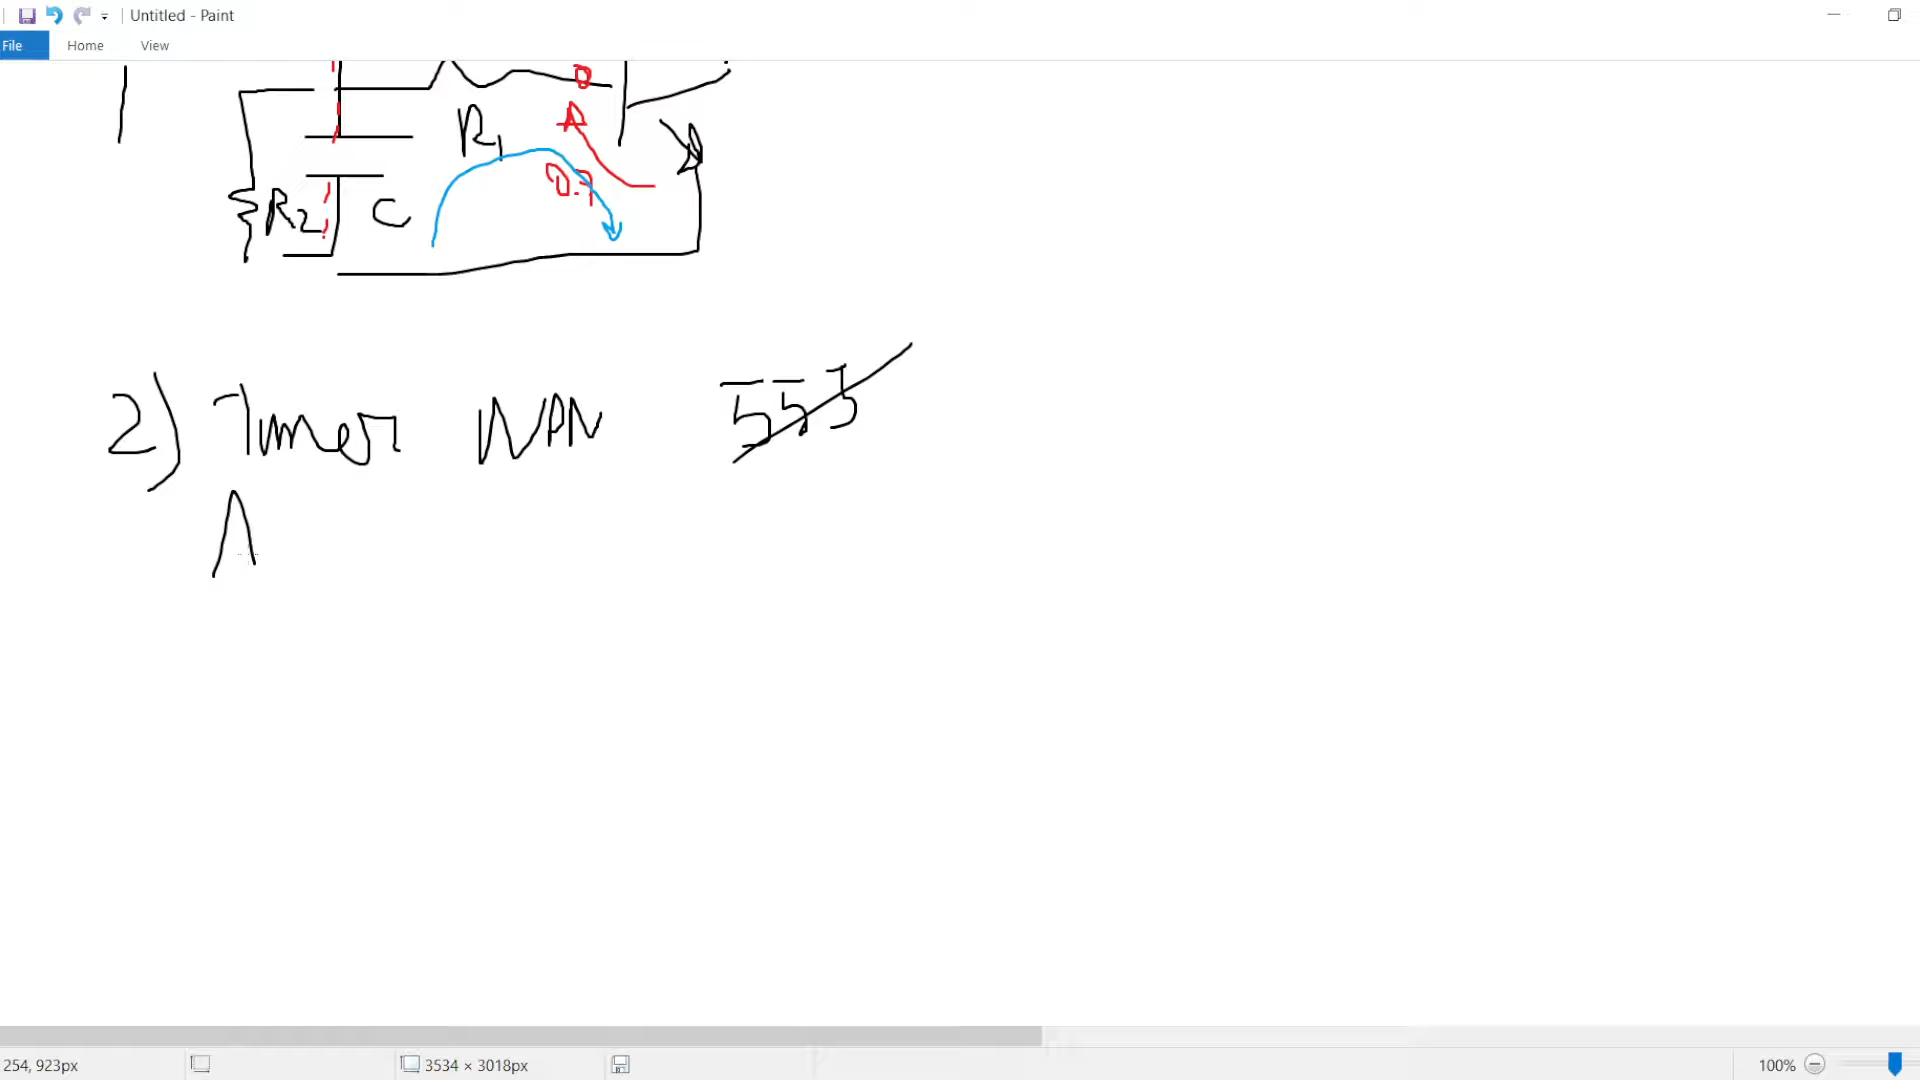 Untitled - Paint
File Home View
B
A
R1
0.7
R2 C
2) Timer NPN 555
Λ
254, 923px
3534 × 3018px
100%